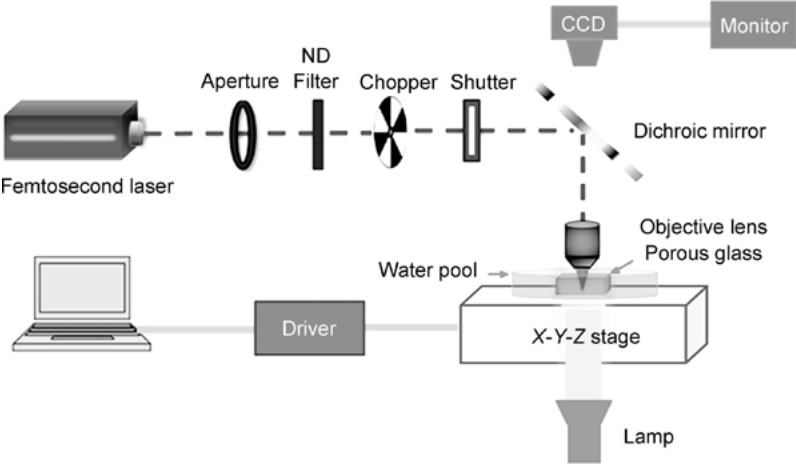 CCD
Monitor
ND
Filter
Aperture
Chopper
Shutter
Dichroic mirror
Femtosecond laser
Objective lens
Porous glass
Water pool
Driver
X-Y-Z stage
Lamp